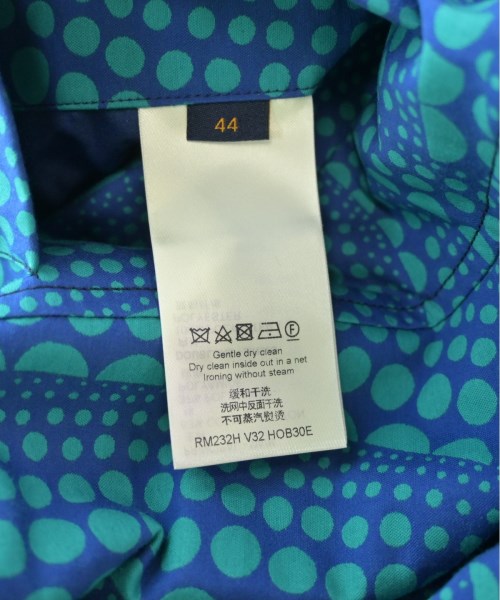 44
F
Gentle dry clean
Dry clean inside out in a net
Ironing without steam
缓和干洗
洗网中反面干洗
不可蒸汽熨烫
RM232H V32 HOB30E